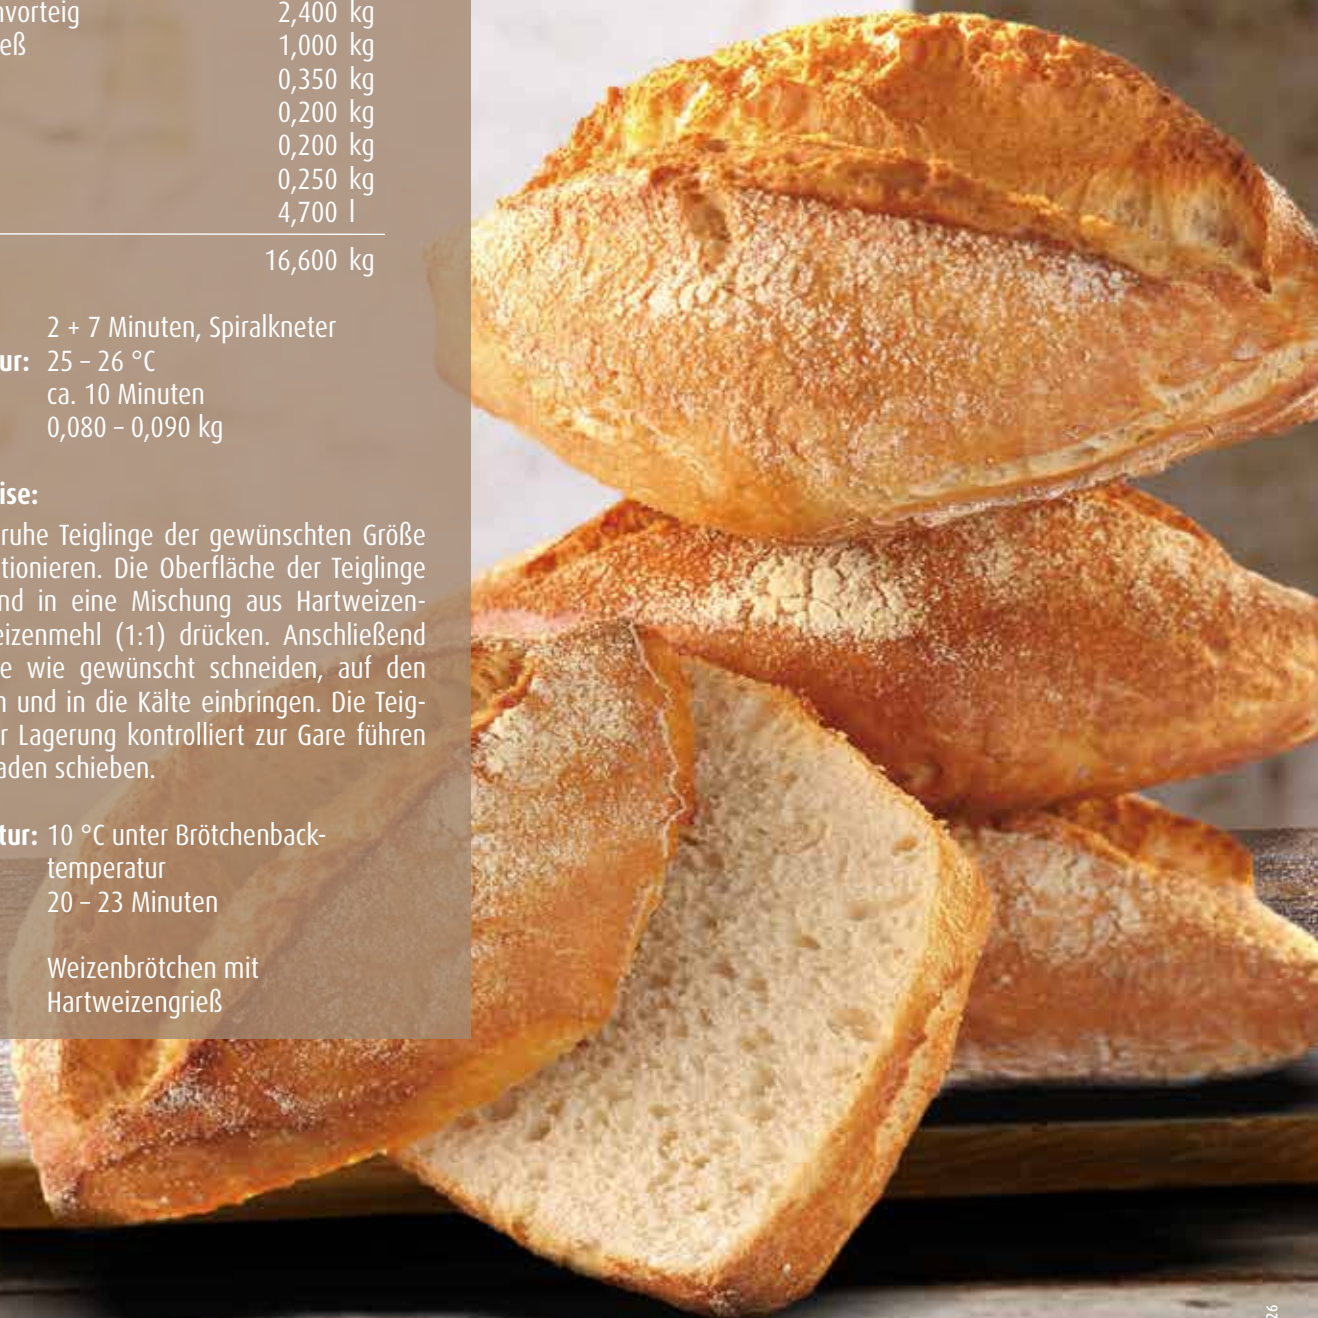 nvorteig 2,400 kg
eß 1,000 kg
0,350 kg
0,200 kg
0,200 kg
0,250 kg
4,700 l
16,600 kg
2 + 7 Minuten, Spiralkneter
ur: 25 – 26 °C
ca. 10 Minuten
0,080 – 0,090 kg
ise:
ruhe Teiglinge der gewünschten Größe
tionieren. Die Oberfläche der Teiglinge
nd in eine Mischung aus Hartweizen-
eizenmehl (1:1) drücken. Anschließend
e wie gewünscht schneiden, auf den
n und in die Kälte einbringen. Die Teig-
r Lagerung kontrolliert zur Gare führen
aden schieben.
tur: 10 °C unter Brötchenback-
temperatur
20 – 23 Minuten
Weizenbrötchen mit
Hartweizengrieß
26